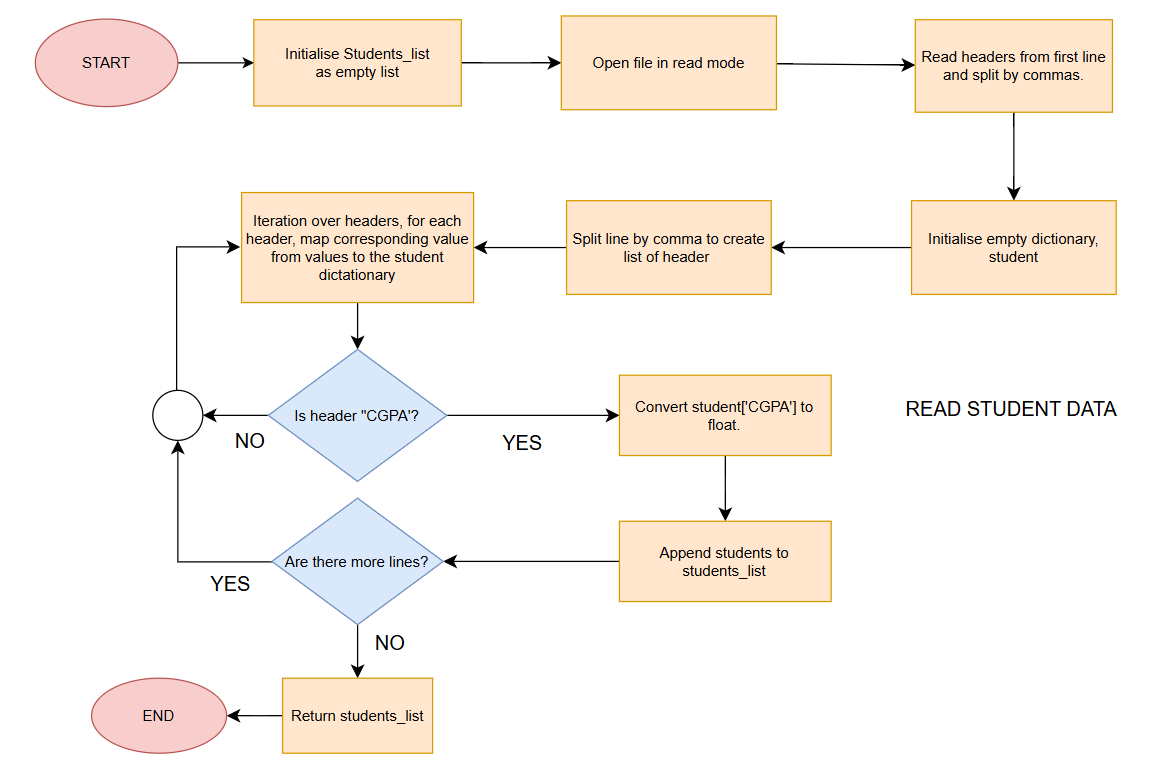 START
Initialise Students_list
as empty list
Open file in read mode
Read headers from first line
and split by commas.
Iteration over headers, for each
header, map corresponding value
from values to the student
dictationary
Split line by comma to create
list of header
Initialise empty dictionary,
student
Is header "CGPA'?
NO
YES
Convert student['CGPA'] to
float.
READ STUDENT DATA
Are there more lines?
YES
NO
Append students to
students_list
END
Return students_list